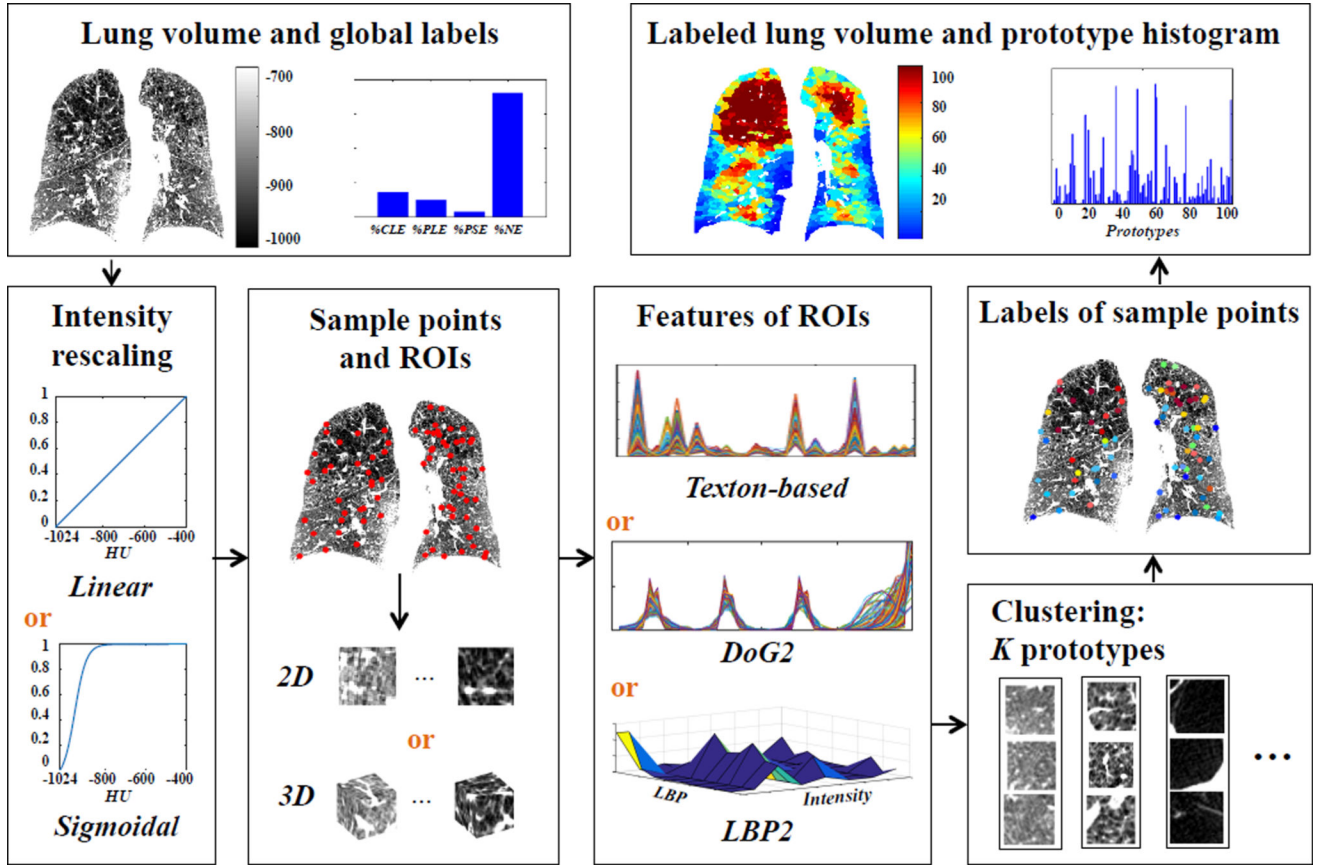 Lung volume and global labels
-700
-800
-900
-1000
%CLE %PLE %PSE %NE
Labeled lung volume and prototype histogram
100
80
60
40
20
0 20 40 60 80 100
Prototypes
Intensity
rescaling
1
0.8
0.6
0.4
0.2
0
-1024 -800 -600 -400
HU
Linear
or
1
0.8
0.6
0.4
0.2
0
-1024 -800 -600 -400
HU
Sigmoidal
Sample points
and ROIs
2D ...
or
3D ...
Features of ROIs
Texton-based
or
DoG2
or
LBP Intensity
LBP2
Labels of sample points
Clustering:
K prototypes
...